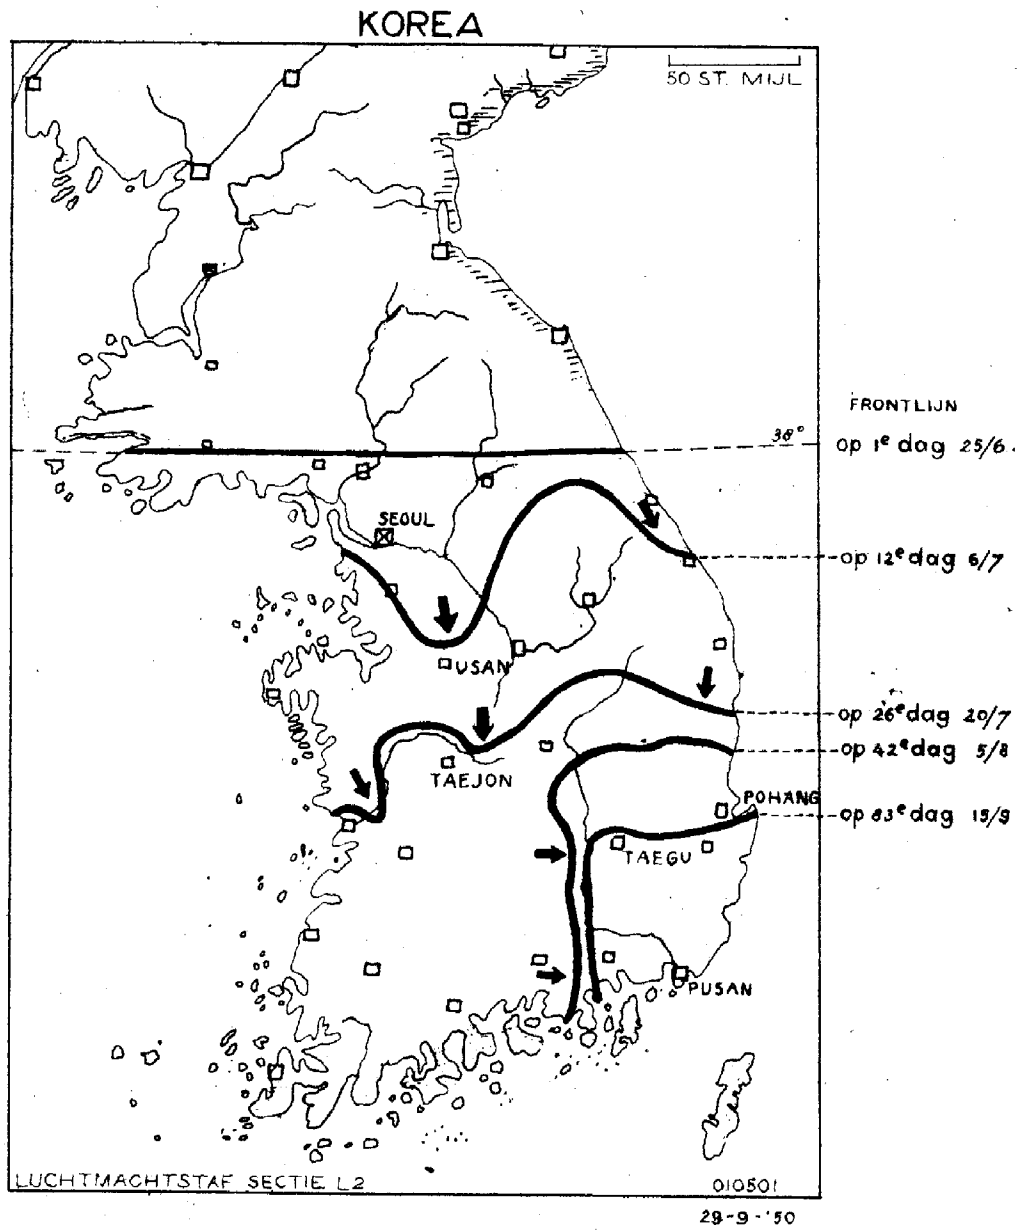 KOREA
50 ST. MIJL
FRONTLIJN
38°
op 1e dag 25/6.
SEOUL
op 12e dag 6/7
USAN
op 26e dag 20/7
op 42e dag 5/8
TAEJON
POHANG
op 83e dag 15/9
TAEGU
PUSAN
LUCHTMACHTSTAF SECTIE L2
010501
29-9-'50